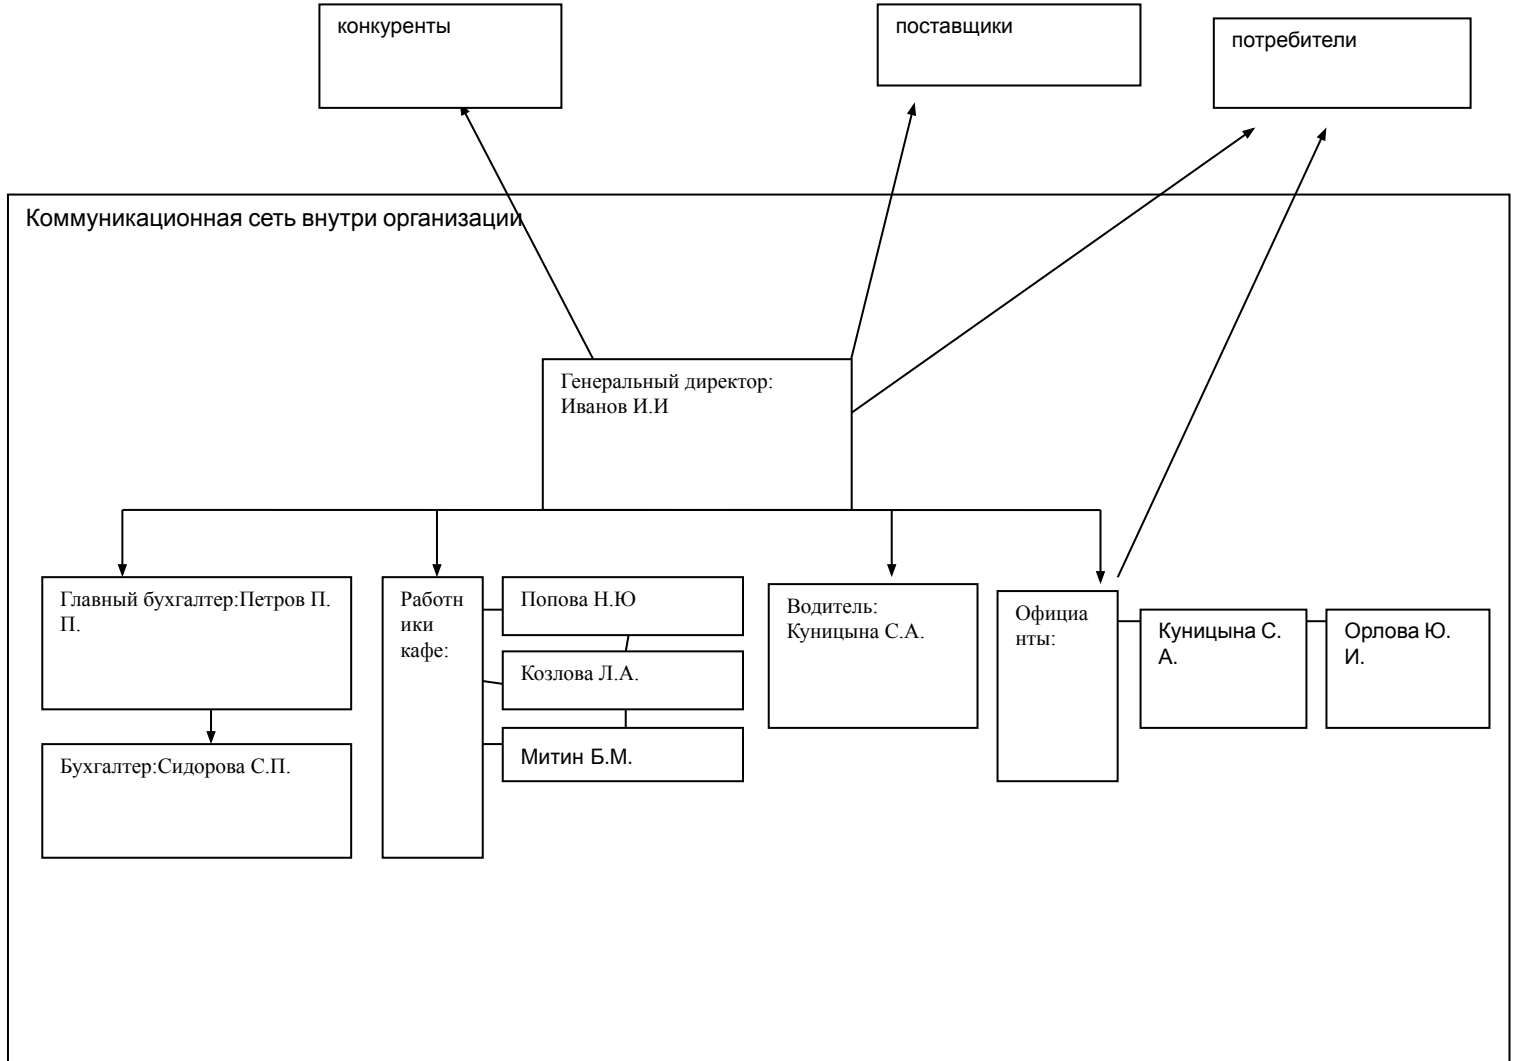 конкуренты
поставщики
потребители
Коммуникационная сеть внутри организации
Генеральный директор:
Иванов И.И
Главный бухгалтер:Петров П.
П.
Бухгалтер:Сидорова С.П.
Работн
ики
кафе:
Попова Н.Ю
Козлова Л.А.
Митин Б.М.
Водитель:
Куницына С.А.
Официа
нты:
Куницына С.
А.
Орлова Ю.
И.